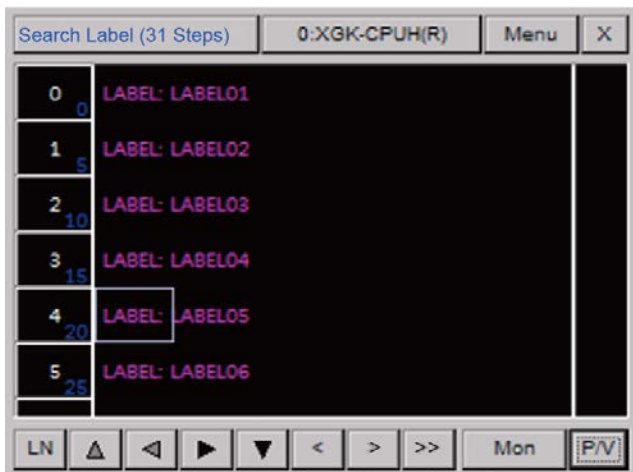 Search Label (31 Steps) 0:XGK-CPUH(R) Menu X
0 0 LABEL: LABEL01
1 5 LABEL: LABEL02
2 10 LABEL: LABEL03
3 15 LABEL: LABEL04
4 20 LABEL: LABEL05
5 25 LABEL: LABEL06
LN < > >> Mon P/V